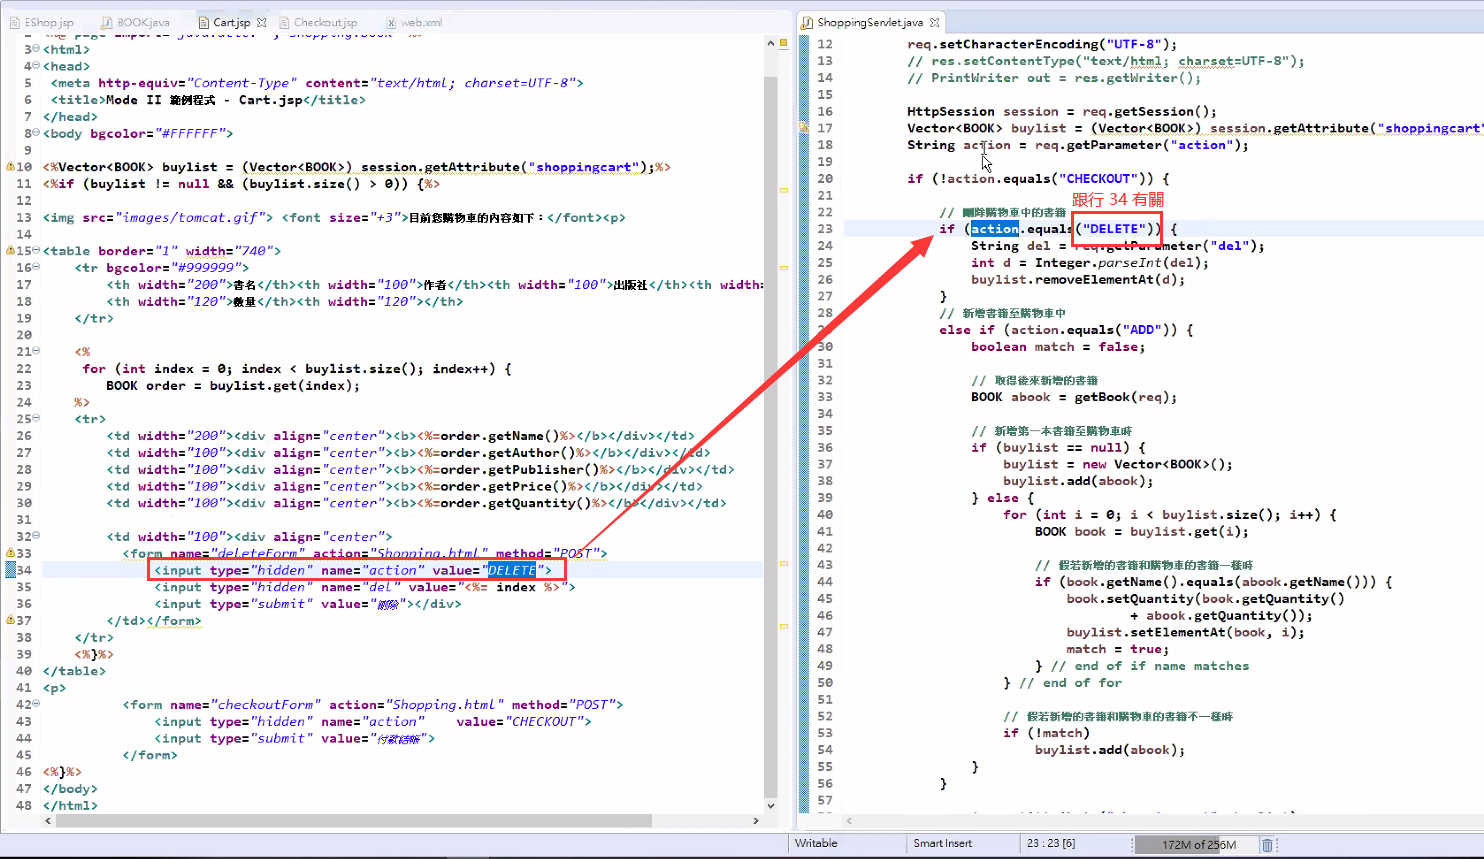 EShop.jsp
BOOK.java
Cart.jsp
Checkout.jsp
web.xml
3 <html>
4 <head>
5 <meta http-equiv="Content-Type" content="text/html; charset=UTF-8">
6 <title>Mode II 範例程式 - Cart.jsp</title>
7 </head>
8 <body bgcolor="#FFFFFF">
9
10 <%Vector<BOOK> buylist = (Vector<BOOK>) session.getAttribute("shoppingcart");%>
11 <%if (buylist != null && (buylist.size() > 0)) {%>
12
13 <img src="images/tomcat.gif"> <font size="+3">目前您購物車的內容如下：</font><p>
14
15 <table border="1" width="740">
16 <tr bgcolor="#999999">
17 <th width="200">書名</th><th width="100">作者</th><th width="100">出版社</th><th width=
18 <th width="120">數量</th><th width="120"></th>
19 </tr>
20
21 <%
22 for (int index = 0; index < buylist.size(); index++) {
23 BOOK order = buylist.get(index);
24 %>
25 <tr>
26 <td width="200"><div align="center"><b><%=order.getName()%></b></div></td>
27 <td width="100"><div align="center"><b><%=order.getAuthor()%></b></div></td>
28 <td width="100"><div align="center"><b><%=order.getPublisher()%></b></div></td>
29 <td width="100"><div align="center"><b><%=order.getPrice()%></b></div></td>
30 <td width="100"><div align="center"><b><%=order.getQuantity()%></b></div></td>
31
32 <td width="100"><div align="center">
33 <form name="deleteForm" action="Shopping.html" method="POST">
34 <input type="hidden" name="action" value="DELETE">
35 <input type="hidden" name="del" value="<%= index %>">
36 <input type="submit" value="刪除"></div>
37 </td></form>
38 </tr>
39 <%}%>
40 </table>
41 <p>
42 <form name="checkoutForm" action="Shopping.html" method="POST">
43 <input type="hidden" name="action" value="CHECKOUT">
44 <input type="submit" value="付款結帳">
45 </form>
46 <%}%>
47 </body>
48 </html>
ShoppingServlet.java
12 req.setCharacterEncoding("UTF-8");
13 // res.setContentType("text/html; charset=UTF-8");
14 // PrintWriter out = res.getWriter();
15
16 HttpSession session = req.getSession();
17 Vector<BOOK> buylist = (Vector<BOOK>) session.getAttribute("shoppingcart"
18 String action = req.getParameter("action");
19
20 if (!action.equals("CHECKOUT")) {
21
跟行 34 有關
22 // 刪除購物車中的書籍
23 if (action.equals("DELETE")) {
24 String del = req.getParameter("del");
25 int d = Integer.parseInt(del);
26 buylist.removeElementAt(d);
27 }
28 // 新增書籍至購物車中
else if (action.equals("ADD")) {
30 boolean match = false;
31
32 // 取得後來新增的書籍
33 BOOK abook = getBook(req);
34
35 // 新增第一本書籍至購物車時
36 if (buylist == null) {
37 buylist = new Vector<BOOK>();
38 buylist.add(abook);
39 } else {
40 for (int i = 0; i < buylist.size(); i++) {
41 BOOK book = buylist.get(i);
42
43 // 假若新增的書籍和購物車的書籍一樣時
44 if (book.getName().equals(abook.getName())) {
45 book.setQuantity(book.getQuantity()
46 + abook.getQuantity());
47 buylist.setElementAt(book, i);
48 match = true;
49 } // end of if name matches
50 } // end of for
51
52 // 假若新增的書籍和購物車的書籍不一樣時
53 if (!match)
54 buylist.add(abook);
55 }
56 }
57
Writable
Smart Insert
23 : 23 [6]
172M of 256M